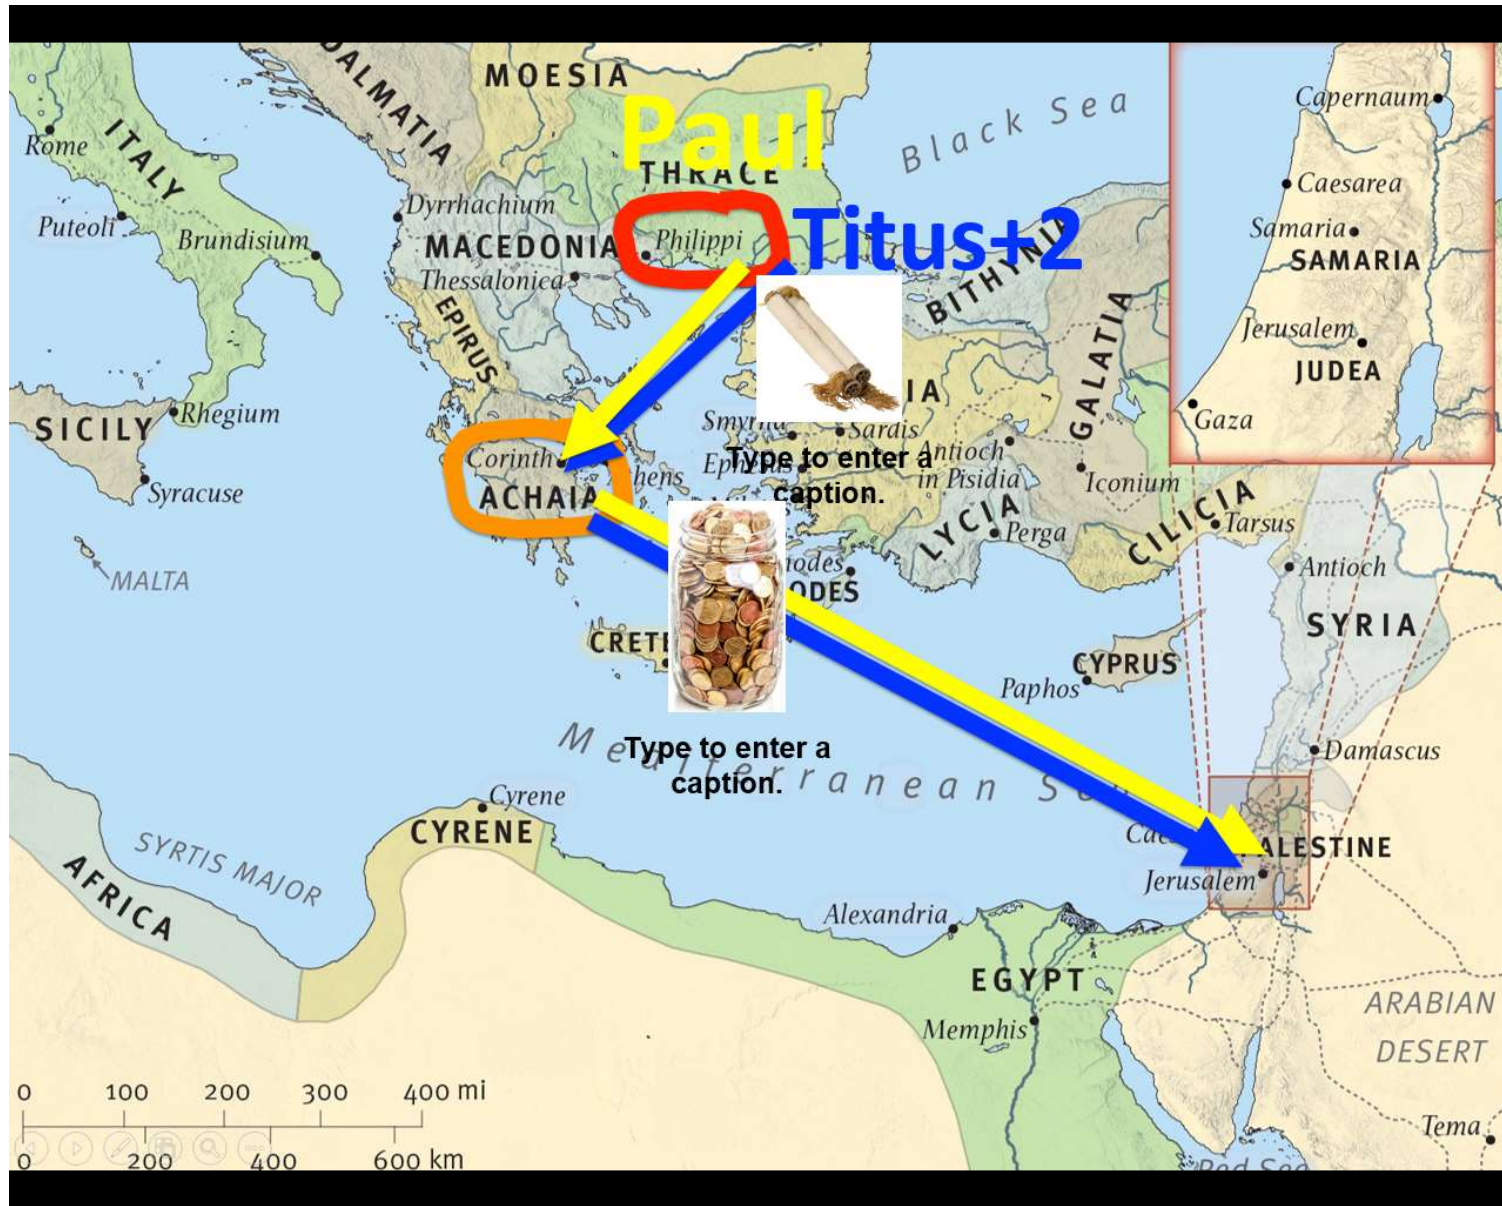 MOESIA
DALMATIA
Paul
Black Sea
Capernaum
Rome
ITALY
THRACE
Caesarea
Dyrrhachium
Titus+2
Samaria
SAMARIA
Puteoli
Brundisium
MACEDONIA
Philippi
Thessalonica
BITHYNIA
EPIRUS
GALATIA
Jerusalem
JUDEA
Gaza
SICILY
Rhegium
Syracuse
Corinth
ACHAIA
Smyrna
Sardis
Type to enter a
caption.
Antioch
in Pisidia
Iconium
LYCIA
Perga
CILICIA
Tarsus
MALTA
Antioch
SYRIA
CRETE
CYPRUS
Paphos
Type to enter a
caption.
Mediterranean
Damascus
Cyrene
CYRENE
SYRTIS MAJOR
AFRICA
PALESTINE
Jerusalem
Alexandria
EGYPT
Memphis
ARABIAN
DESERT
Tema
0 100 200 300 400 mi
0 200 400 600 km